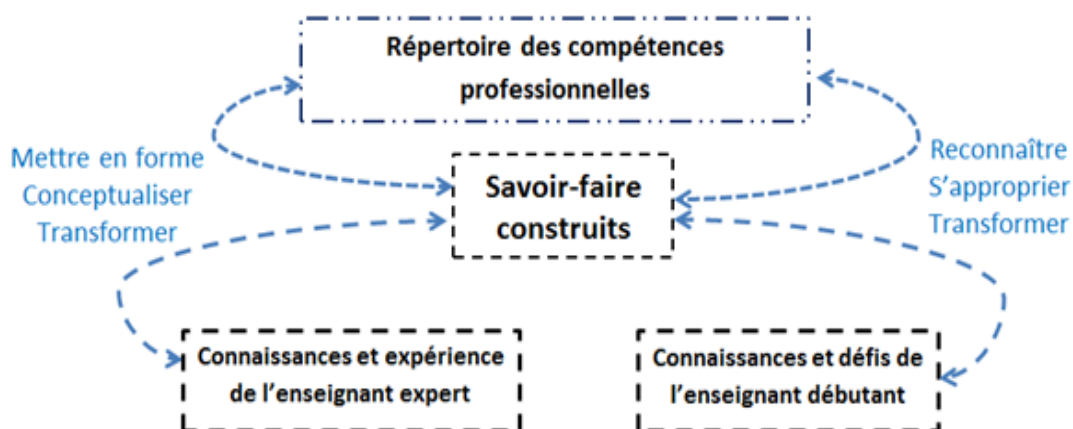 Répertoire des compétences
professionnelles
Mettre en forme
Conceptualiser
Transformer
Savoir-faire
construits
Reconnaître
S'approprier
Transformer
Connaissances et expérience
de l'enseignant expert
Connaissances et défis de
l'enseignant débutant